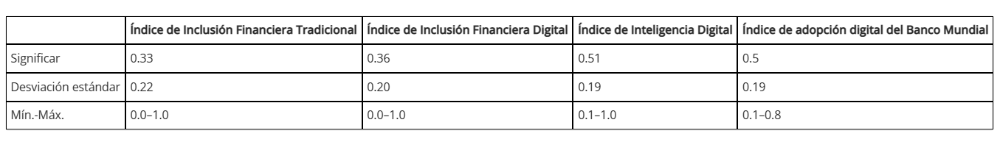 Índice de Inclusión Financiera Tradicional Índice de Inclusión Financiera Digital Índice de Inteligencia Digital Índice de adopción digital del Banco Mundial
Significar 0.33 0.36 0.51 0.5
Desviación estándar 0.22 0.20 0.19 0.19
Mín.-Máx. 0.0–1.0 0.0–1.0 0.1–1.0 0.1–0.8